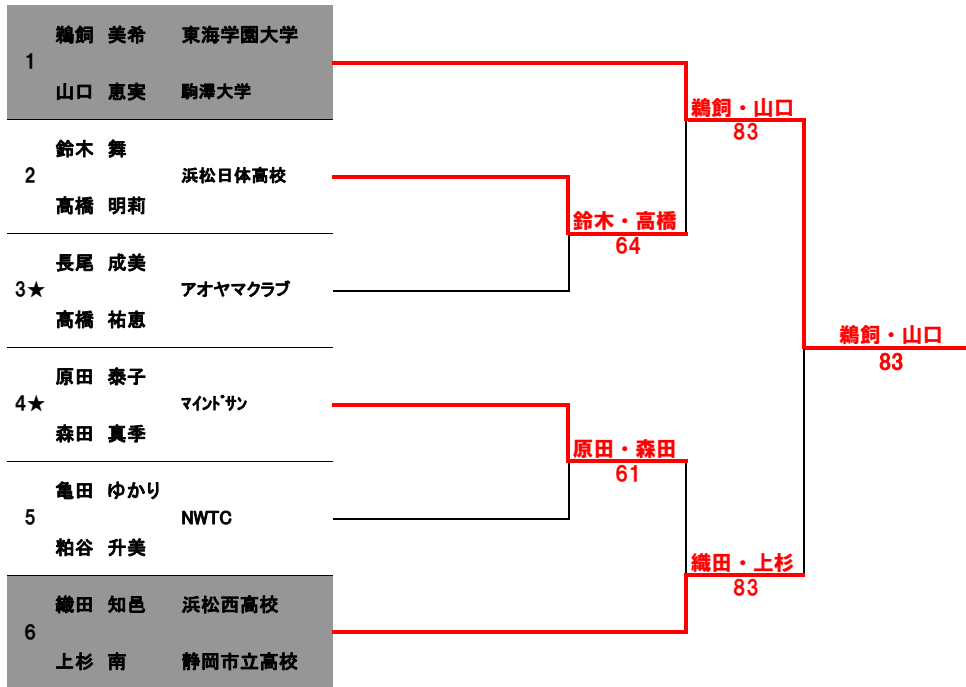 鵜飼 美希 東海学園大学
1
山口 恵実 駒澤大学
鈴木 舞
2 浜松日体高校
高橋 明莉
長尾 成美
3★ アオヤマクラブ
高橋 祐恵
原田 泰子
4★ マインドサン
森田 真季
亀田 ゆかり
5 NWTC
粕谷 升美
織田 知邑 浜松西高校
6
上杉 南 静岡市立高校
鈴木・高橋
64
原田・森田
61
鵜飼・山口
83
織田・上杉
83
鵜飼・山口
83